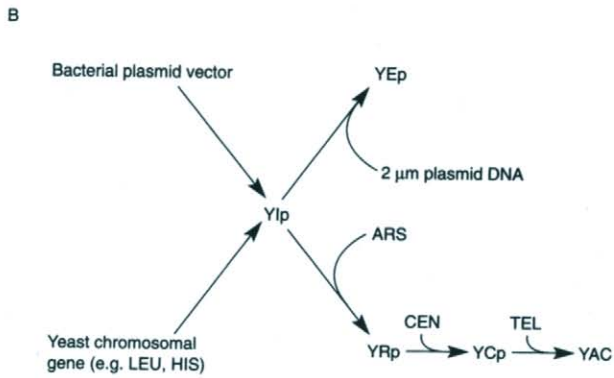 B
Bacterial plasmid vector
YEp
2 µm plasmid DNA
YIp
ARS
CEN
TEL
Yeast chromosomal
gene (e.g. LEU, HIS)
YRp
YCp
YAC